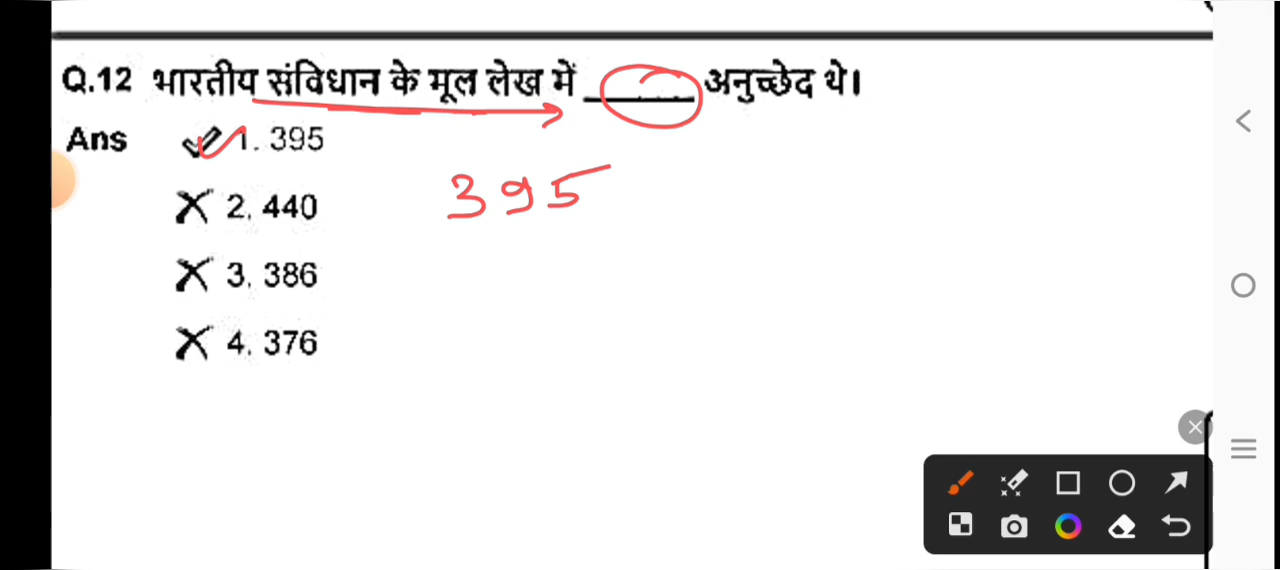 Q.12 भारतीय संविधान के मूल लेख में ______ अनुच्छेद थे।
Ans 1. 395
395
2. 440
3. 386
4. 376